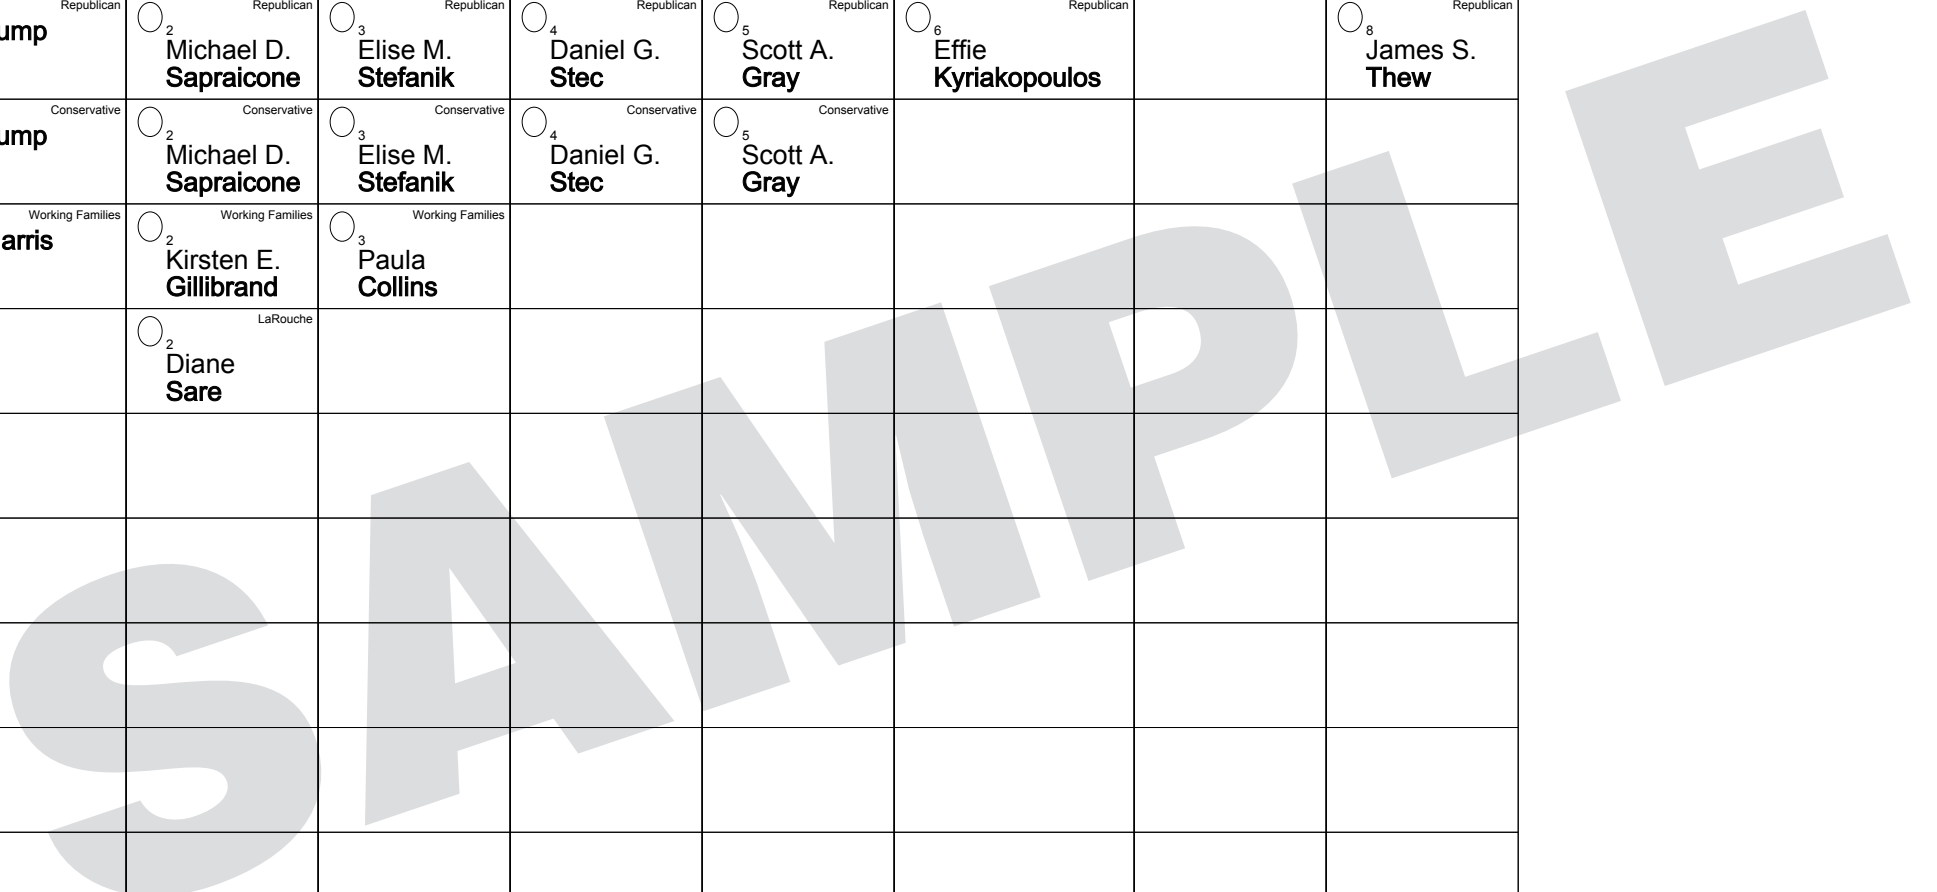 Republican Republican Republican Republican Republican Republican Republican
ump 2 3 4 5 6 8
Michael D. Elise M. Daniel G. Scott A. Effie James S.
Sapraicone Stefanik Stec Gray Kyriakopoulos Thew
Conservative Conservative Conservative Conservative Conservative
ump 2 3 4 5
Michael D. Elise M. Daniel G. Scott A.
Sapraicone Stefanik Stec Gray
Working Families Working Families Working Families
arris 2 3
Kirsten E. Paula
Gillibrand Collins
LaRouche
2
Diane
Sare
SAMPLE